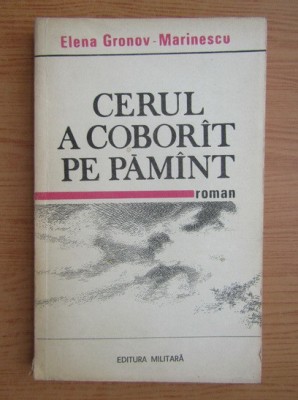 Elena Gronov-Marinescu
CERUL
A COBORÎT
PE PĂMÎNT
roman
EDITURA MILITARĂ